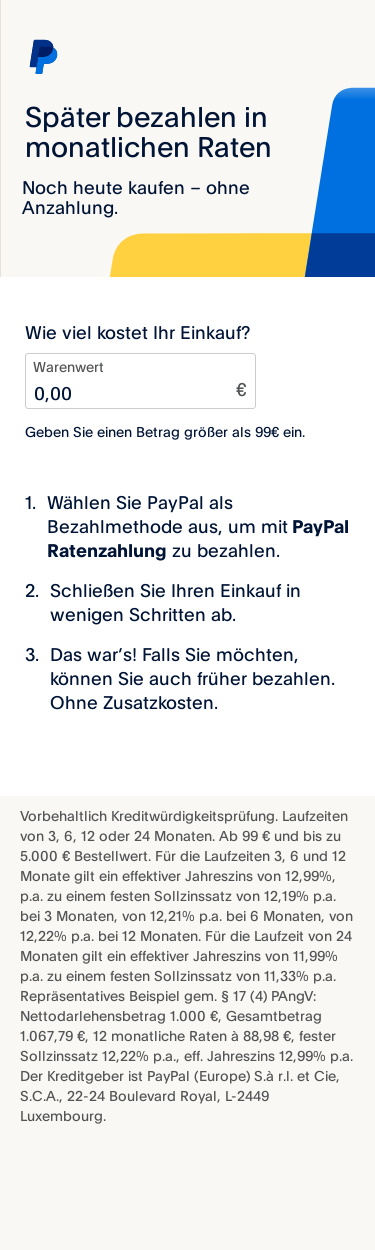 Später bezahlen in
monatlichen Raten
Noch heute kaufen – ohne
Anzahlung.
Wie viel kostet Ihr Einkauf?
Warenwert
0,00 €
Geben Sie einen Betrag größer als 99€ ein.
1. Wählen Sie PayPal als
Bezahlmethode aus, um mit PayPal
Ratenzahlung zu bezahlen.
2. Schließen Sie Ihren Einkauf in
wenigen Schritten ab.
3. Das war’s! Falls Sie möchten,
können Sie auch früher bezahlen.
Ohne Zusatzkosten.
Vorbehaltlich Kreditwürdigkeitsprüfung. Laufzeiten
von 3, 6, 12 oder 24 Monaten. Ab 99 € und bis zu
5.000 € Bestellwert. Für die Laufzeiten 3, 6 und 12
Monate gilt ein effektiver Jahreszins von 12,99%,
p.a. zu einem festen Sollzinssatz von 12,19% p.a.
bei 3 Monaten, von 12,21% p.a. bei 6 Monaten, von
12,22% p.a. bei 12 Monaten. Für die Laufzeit von 24
Monaten gilt ein effektiver Jahreszins von 11,99%
p.a. zu einem festen Sollzinssatz von 11,33% p.a.
Repräsentatives Beispiel gem. § 17 (4) PAngV:
Nettodarlehensbetrag 1.000 €, Gesamtbetrag
1.067,79 €, 12 monatliche Raten à 88,98 €, fester
Sollzinssatz 12,22% p.a., eff. Jahreszins 12,99% p.a.
Der Kreditgeber ist PayPal (Europe) S.à r.l. et Cie,
S.C.A., 22-24 Boulevard Royal, L-2449
Luxembourg.